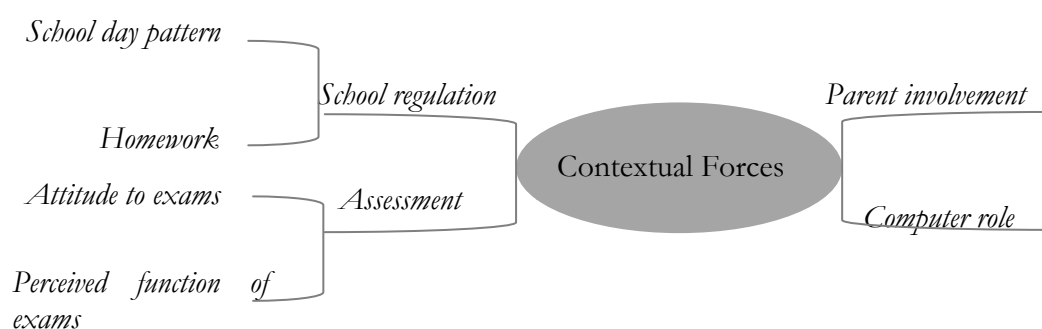 School day pattern
School regulation
Parent involvement
Homework
Contextual Forces
Attitude to exams
Assessment
Computer role
Perceived function of
exams